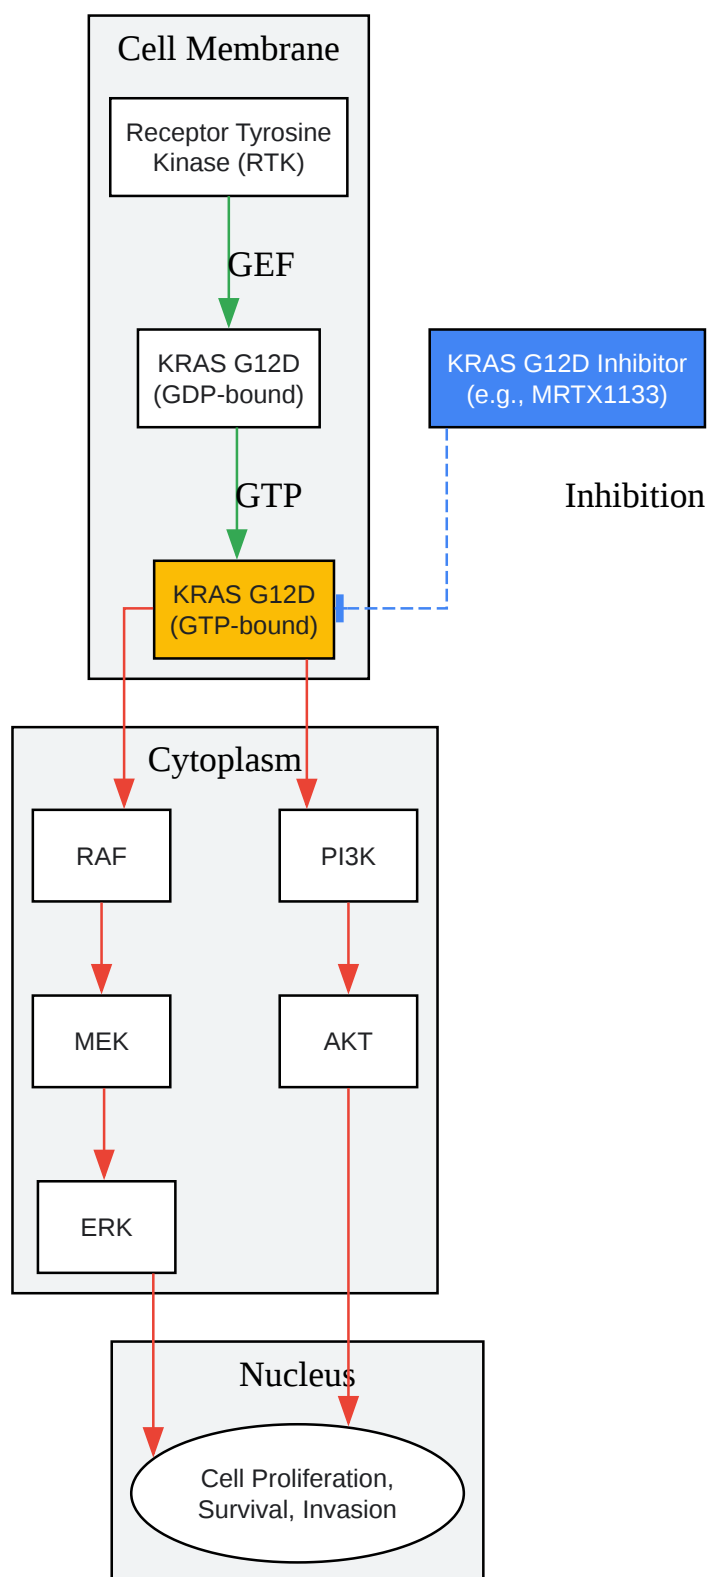 Cell Membrane
Receptor Tyrosine
Kinase (RTK)
GEF
KRAS G12D
(GDP-bound)
KRAS G12D Inhibitor
(e.g., MRTX1133)
GTP
Inhibition
KRAS G12D
(GTP-bound)
Cytoplasm
RAF
PI3K
MEK
AKT
ERK
Nucleus
Cell Proliferation,
Survival, Invasion